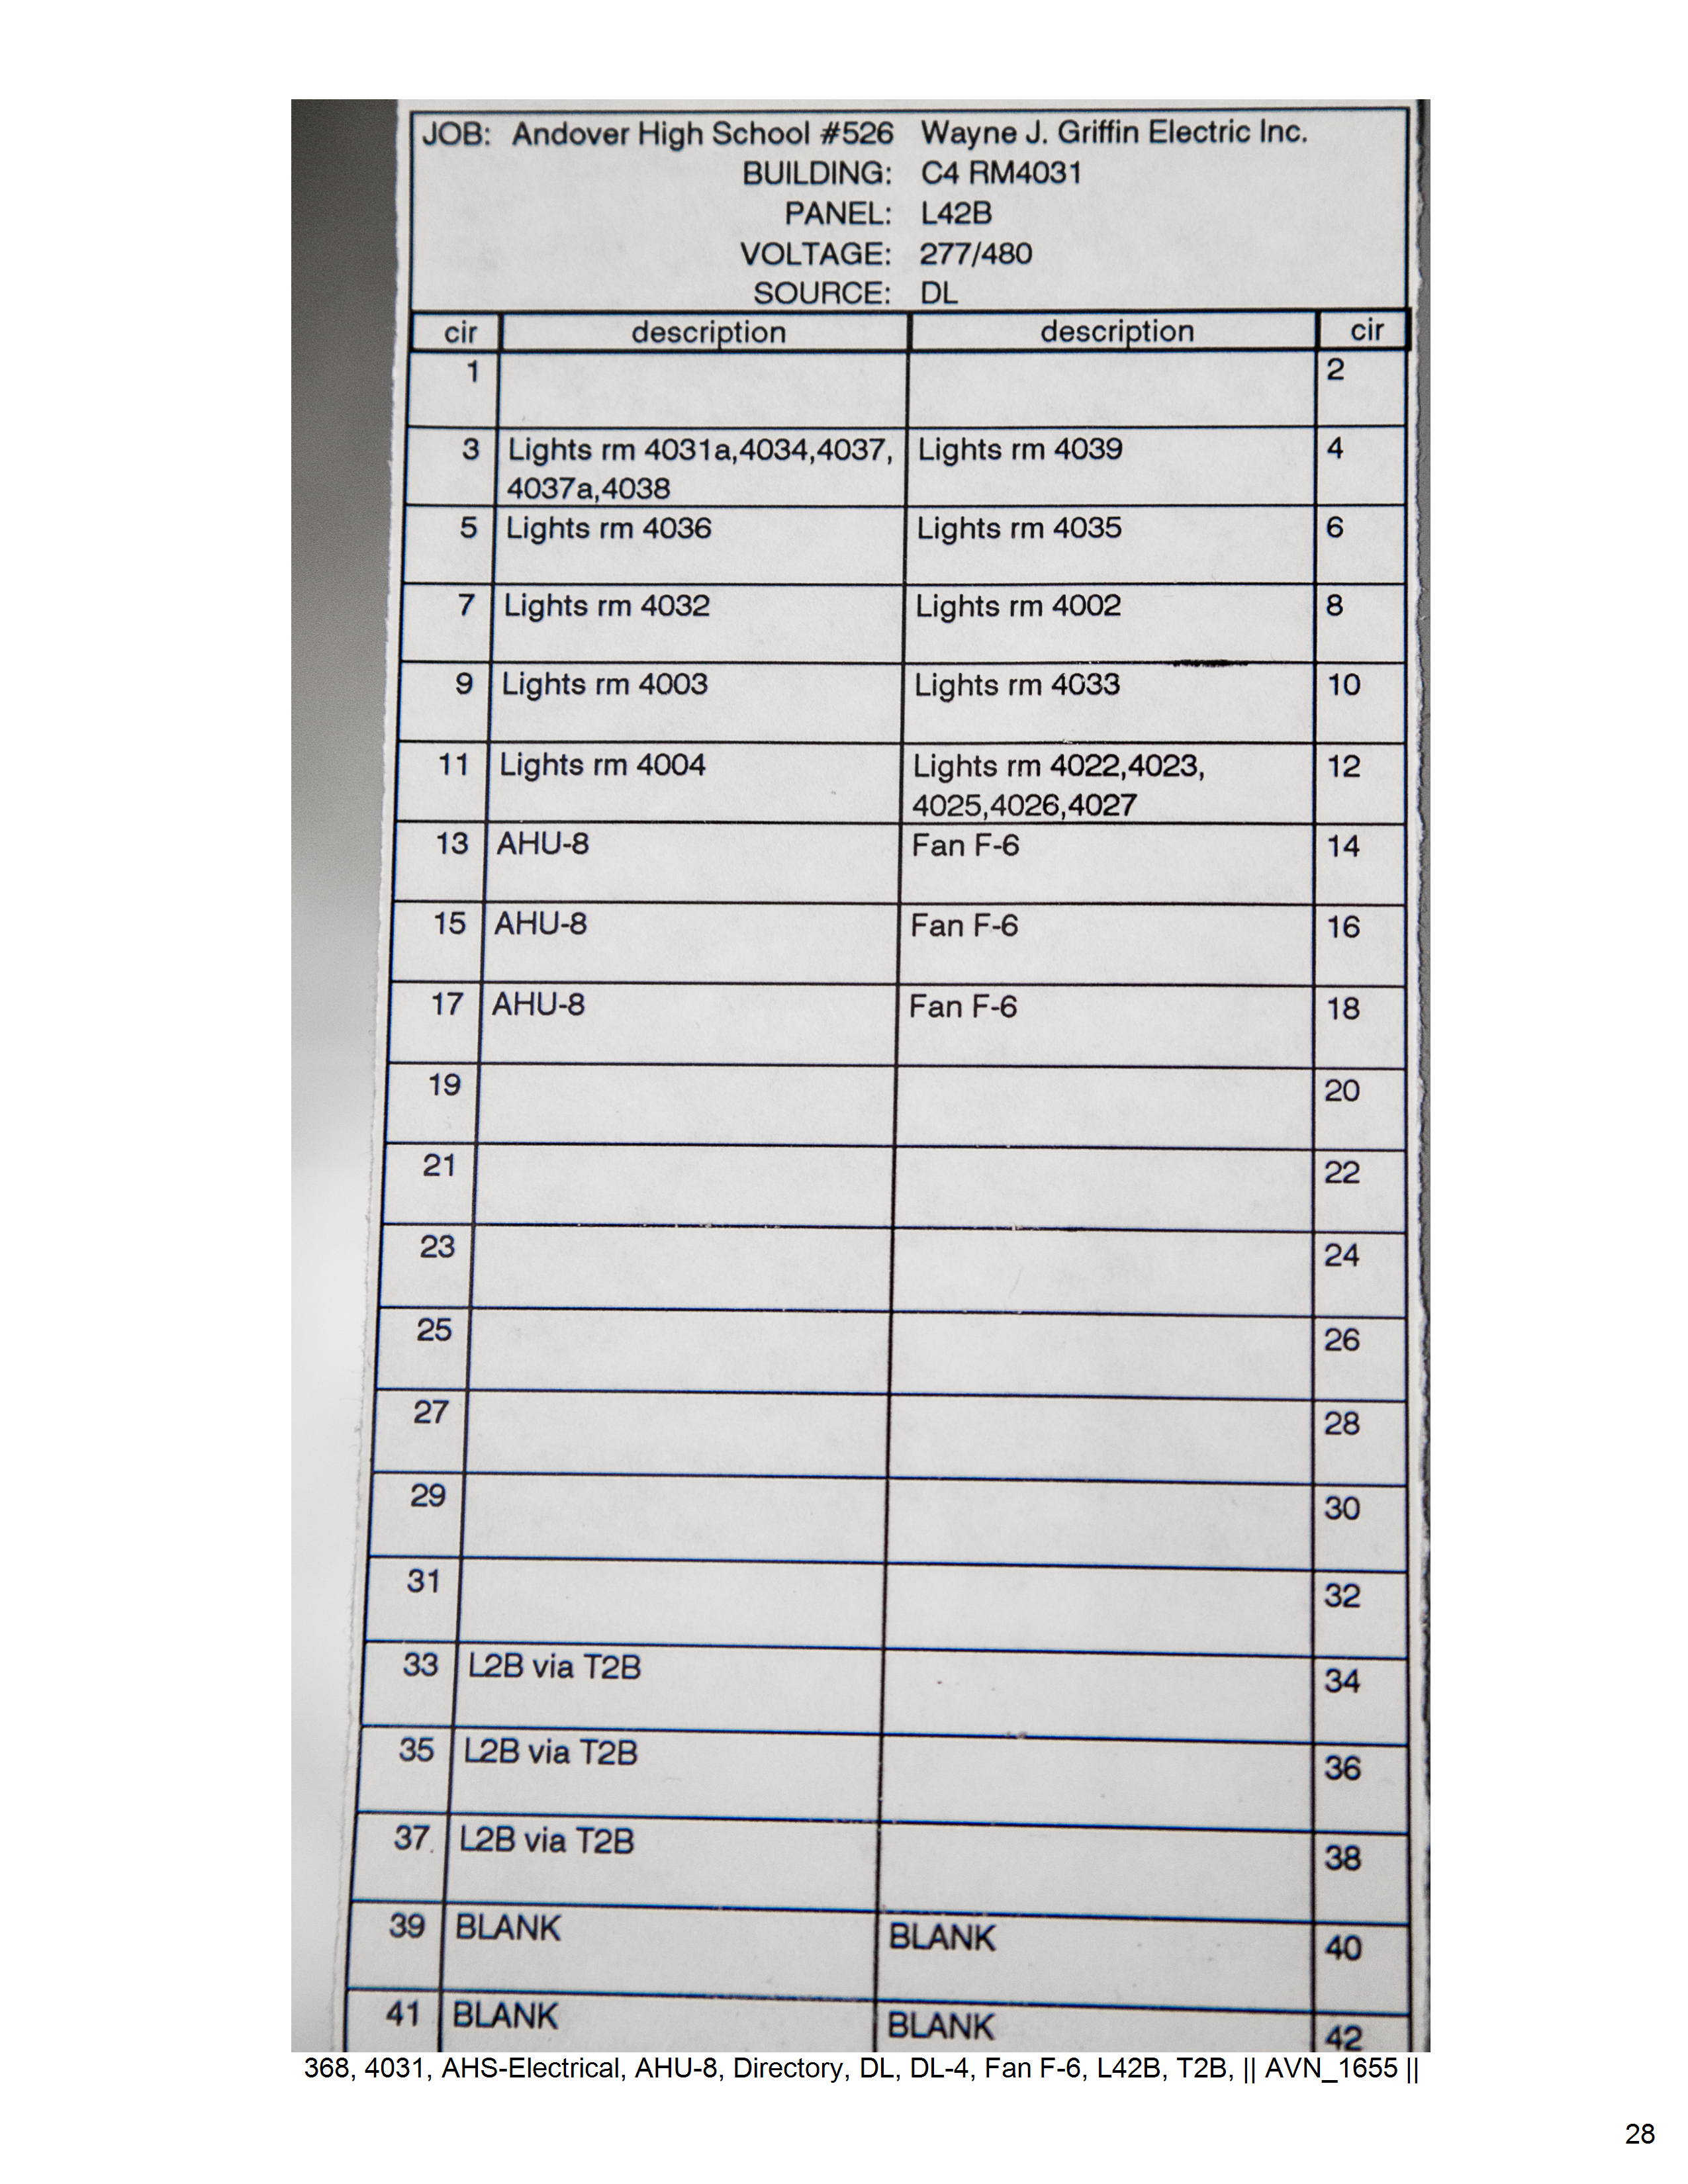 JOB: Andover High School #526 Wayne J. Griffin Electric Inc.
BUILDING: C4 RM4031
PANEL: L42B
VOLTAGE: 277/480
SOURCE: DL
cir description description cir
1 2
3 Lights rm 4031a,4034,4037, Lights rm 4039 4
4037a,4038
5 Lights rm 4036 Lights rm 4035 6
7 Lights rm 4032 Lights rm 4002 8
9 Lights rm 4003 Lights rm 4033 10
11 Lights rm 4004 Lights rm 4022,4023, 12
4025,4026,4027
13 AHU-8 Fan F-6 14
15 AHU-8 Fan F-6 16
17 AHU-8 Fan F-6 18
19 20
21 22
23 24
25 26
27 28
29 30
31 32
33 L2B via T2B 34
35 L2B via T2B 36
37 L2B via T2B 38
39 BLANK BLANK 40
41 BLANK BLANK 42
368, 4031, AHS-Electrical, AHU-8, Directory, DL, DL-4, Fan F-6, L42B, T2B, || AVN_1655 ||
28